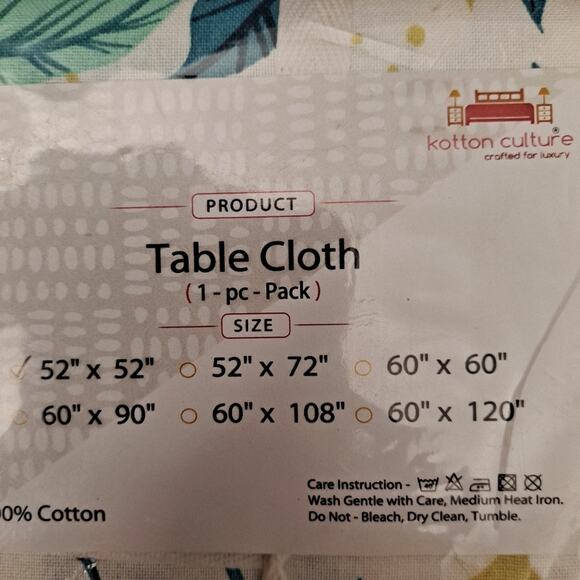 kotton culture®
crafted for luxury
PRODUCT
Table Cloth
( 1 - pc - Pack )
SIZE
✓ 52" x 52" ○ 52" x 72" ○ 60" x 60"
○ 60" x 90" ○ 60" x 108" ○ 60" x 120"
Care Instruction -
Wash Gentle with Care, Medium Heat Iron.
0% Cotton
Do Not - Bleach, Dry Clean, Tumble.